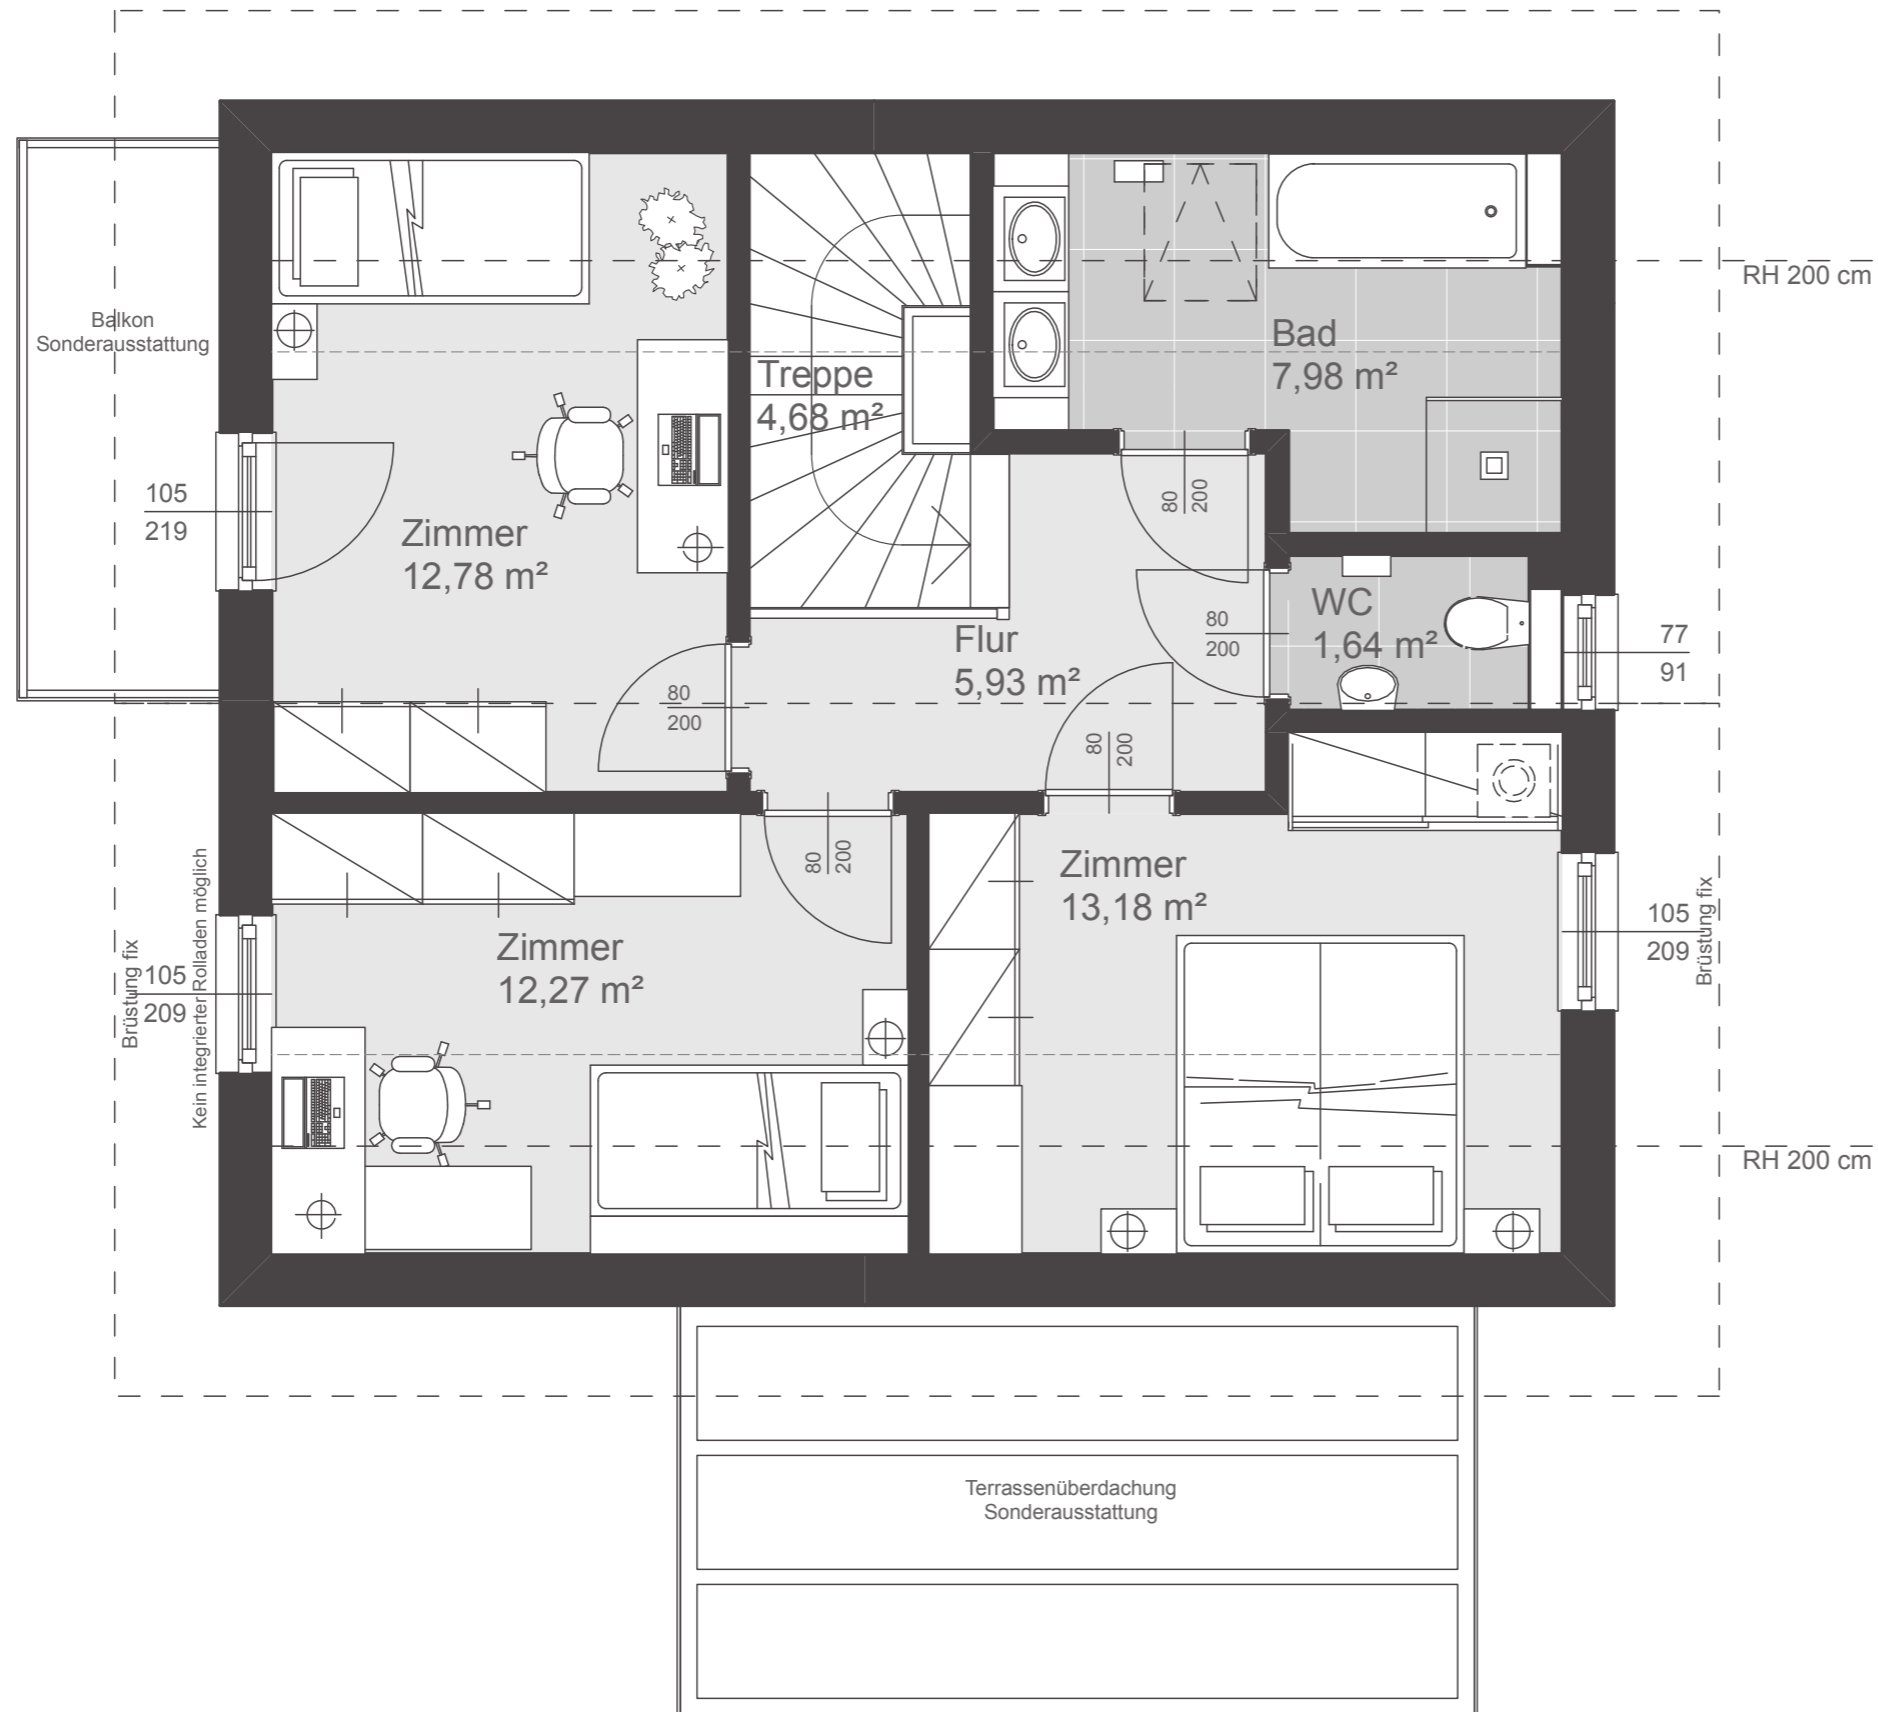 RH 200 cm
Balkon
Sonderausstattung
Bad
7,98 m²
Treppe
4,68 m²
105
219
Zimmer
12,78 m²
80
200
80
200
WC
1,64 m²
77
91
Flur
5,93 m²
80
200
80
200
80
200
Zimmer
13,18 m²
Zimmer
12,27 m²
Brüstung fix
105
209
Kein integrierter Rolladen möglich
105
209
Brüstung fix
RH 200 cm
Terrassenüberdachung
Sonderausstattung